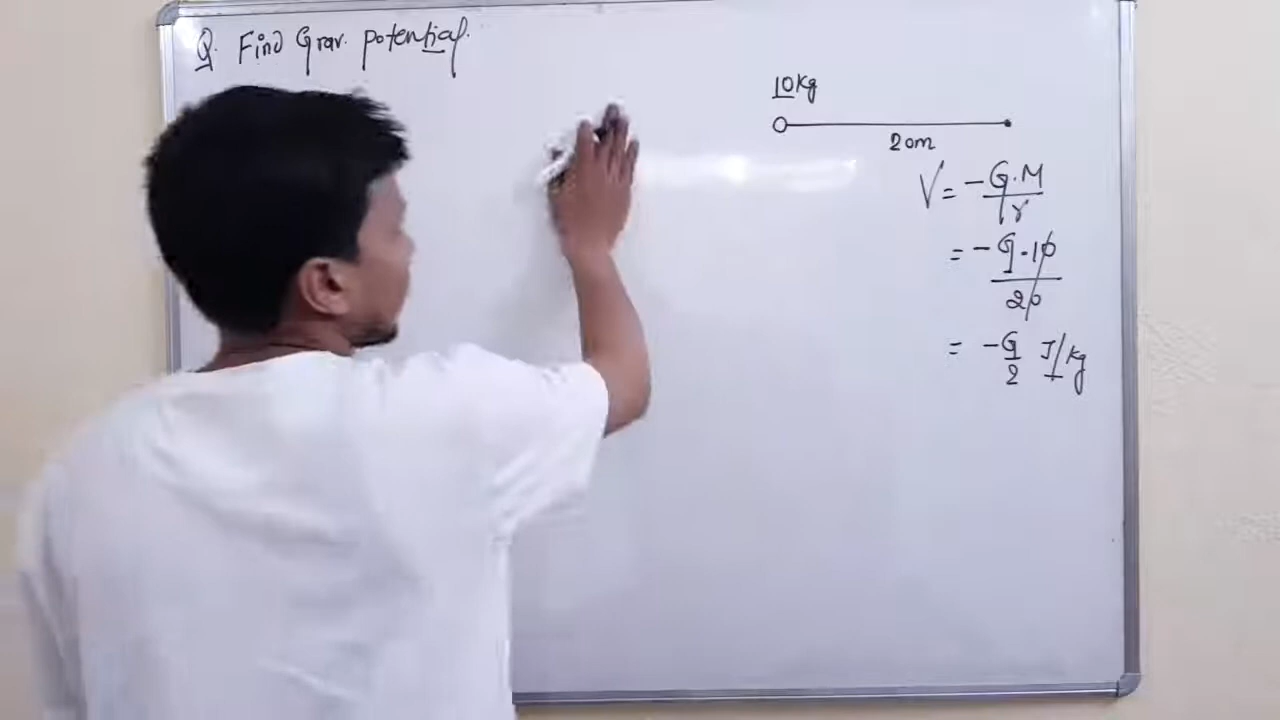 Q. Find Grav. potential.
10kg
20m
V = -G.M/r
= -G.10/20
= -G/2 J/kg